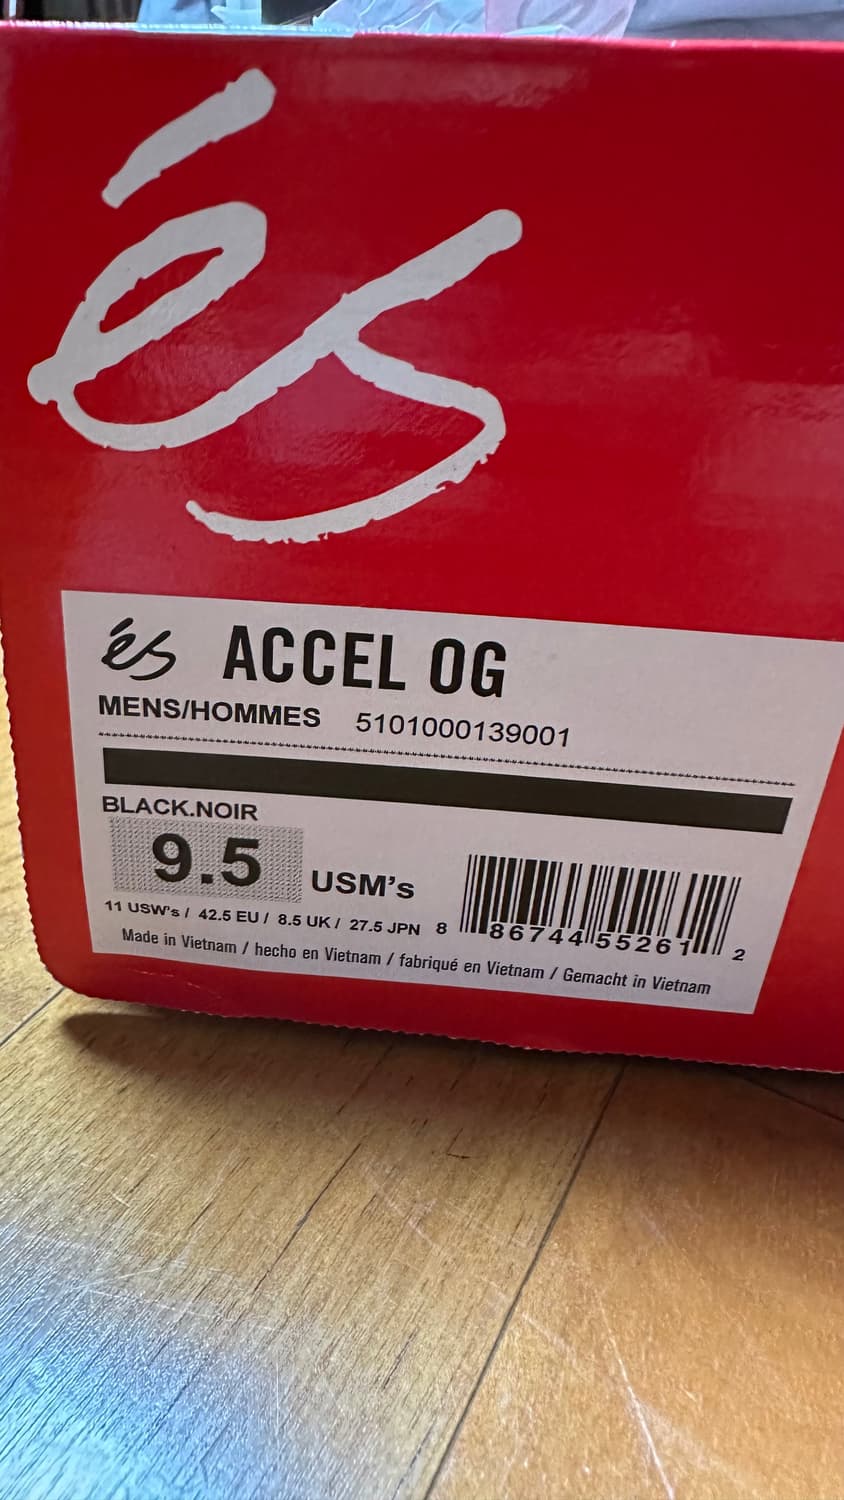 és
és ACCEL OG
MENS/HOMMES 5101000139001
BLACK.NOIR
9.5 USM's
11 USW's / 42.5 EU / 8.5 UK / 27.5 JPN
8 86744 55261 2
Made in Vietnam / hecho en Vietnam / fabriqué en Vietnam / Gemacht in Vietnam